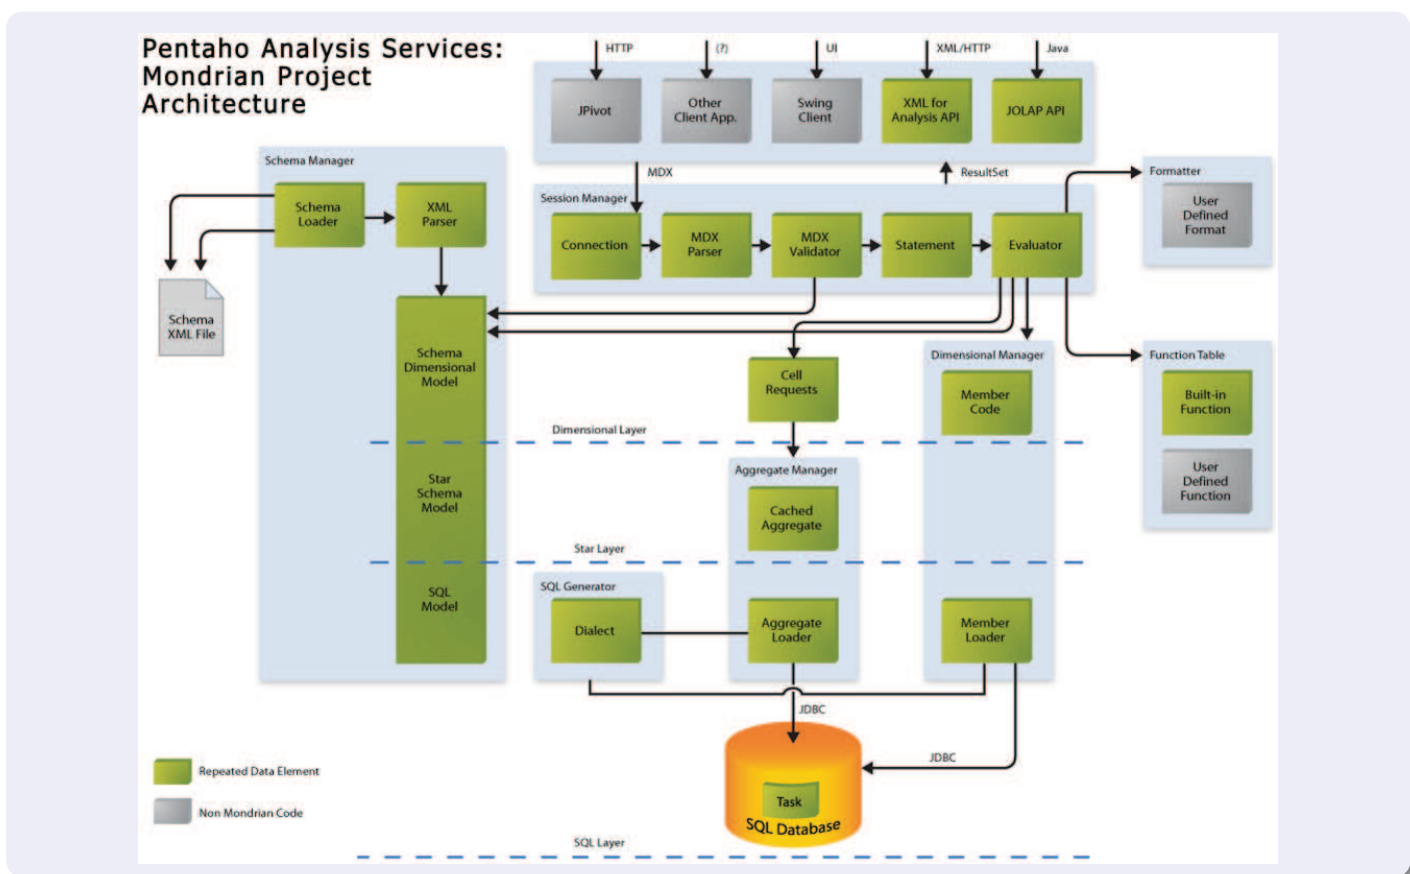 Pentaho Analysis Services:
Mondrian Project
Architecture
HTTP
(?)
UI
XML/HTTP
Java
JPivot
Other
Client App.
Swing
Client
XML for
Analysis API
JOLAP API
MDX
ResultSet
Schema Manager
Schema
Loader
XML
Parser
Schema
XML File
Schema
Dimensional
Model
Star
Schema
Model
SQL
Model
Session Manager
Connection
MDX
Parser
MDX
Validator
Statement
Evaluator
Formatter
User
Defined
Format
Cell
Requests
Dimensional Manager
Member
Code
Function Table
Built-in
Function
User
Defined
Function
Dimensional Layer
Aggregate Manager
Cached
Aggregate
Star Layer
SQL Generator
Dialect
Aggregate
Loader
Member
Loader
JDBC
JDBC
Task
SQL Database
Repeated Data Element
Non Mondrian Code
SQL Layer